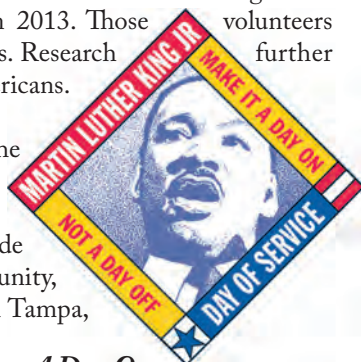 n 2013. Those volunteers
s. Research further
ricans.
ne
de
unity,
Tampa,
MARTIN LUTHER KING JR
MAKE IT A DAY ON
NOT A DAY OFF
DAY OF SERVICE